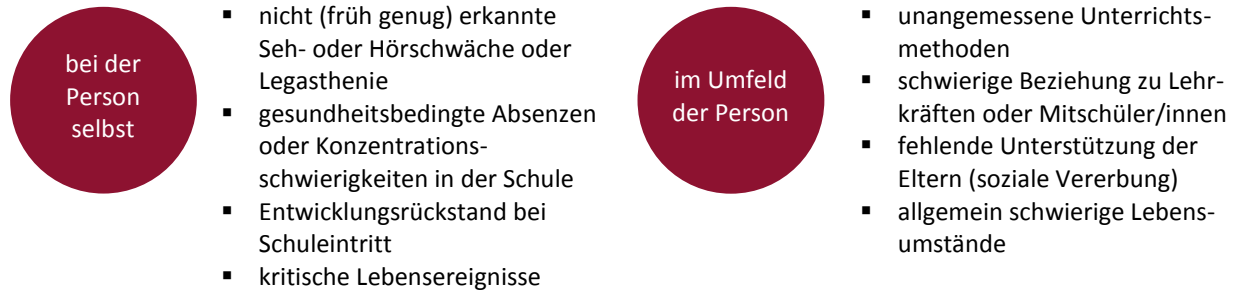 bei der
Person
selbst
▪ nicht (früh genug) erkannte
Seh- oder Hörschwäche oder
Legasthenie
▪ gesundheitsbedingte Absenzen
oder Konzentrations-
schwierigkeiten in der Schule
▪ Entwicklungsrückstand bei
Schuleintritt
▪ kritische Lebensereignisse
im Umfeld
der Person
▪ unangemessene Unterrichts-
methoden
▪ schwierige Beziehung zu Lehr-
kräften oder Mitschüler/innen
▪ fehlende Unterstützung der
Eltern (soziale Vererbung)
▪ allgemein schwierige Lebens-
umstände